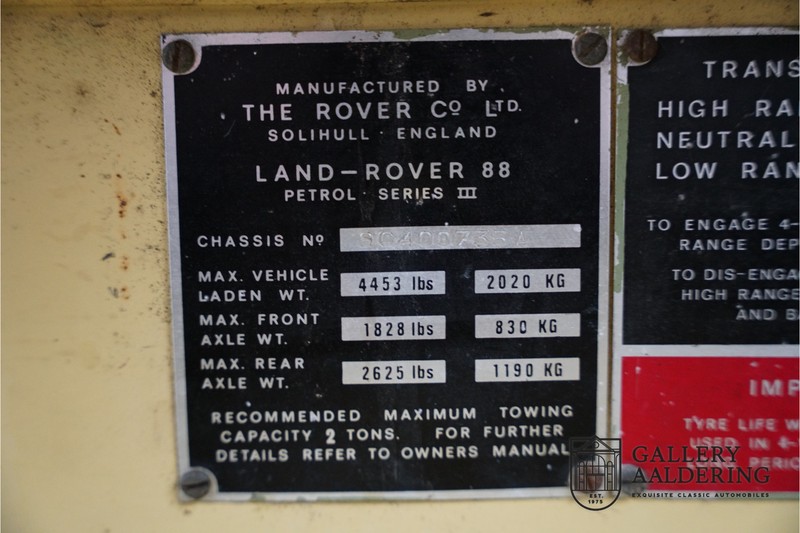 MANUFACTURED BY
THE ROVER Co LTD.
SOLIHULL · ENGLAND
LAND-ROVER 88
PETROL · SERIES III
CHASSIS No
MAX. VEHICLE LADEN WT. 4453 lbs 2020 KG
MAX. FRONT AXLE WT. 1828 lbs 830 KG
MAX. REAR AXLE WT. 2625 lbs 1190 KG
RECOMMENDED MAXIMUM TOWING
CAPACITY 2 TONS. FOR FURTHER
DETAILS REFER TO OWNERS MANUAL
TRANS
HIGH RA
NEUTRAL
LOW RAN
TO ENGAGE 4-
RANGE DEP
TO DIS-ENGA
HIGH RANGE
AND B
IMP
TYRE LIFE W
USED IN 4-
LONG PERIO
GALLERY
AALDERING
EXQUISITE CLASSIC AUTOMOBILES
EST.
1975